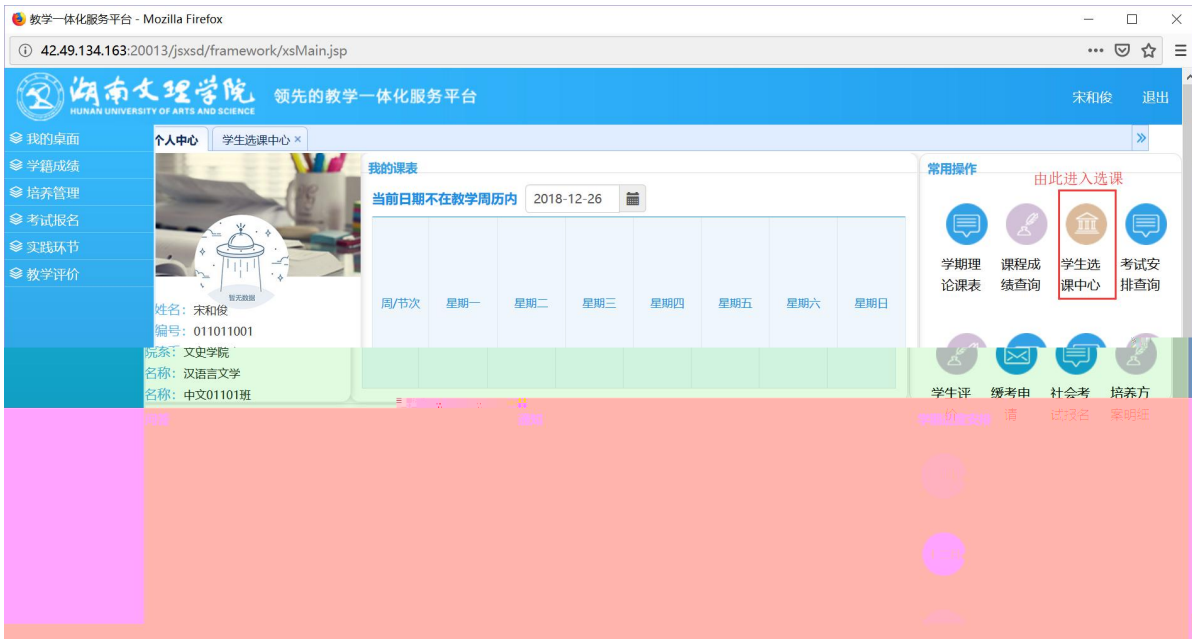 教学一体化服务平台 - Mozilla Firefox
42.49.134.163:20013/jsxsd/framework/xsMain.jsp
湖南文理学院 领先的教学一体化服务平台 宋和俊 退出
HUNAN UNIVERSITY OF ARTS AND SCIENCE
我的桌面
学籍成绩
培养管理
考试报名
实践环节
教学评价
个人中心 学生选课中心 ×
暂无数据
姓名：宋和俊
编号：011011001
院系：文史学院
名称：汉语言文学
名称：中文01101班
我的课表
当前日期不在教学周历内 2018-12-26
周/节次 星期一 星期二 星期三 星期四 星期五 星期六 星期日
常用操作
由此进入选课
学期理论课表
课程成绩查询
学生选课中心
考试安排查询
学生评价
缓考申请
社会考试报名
培养方案明细